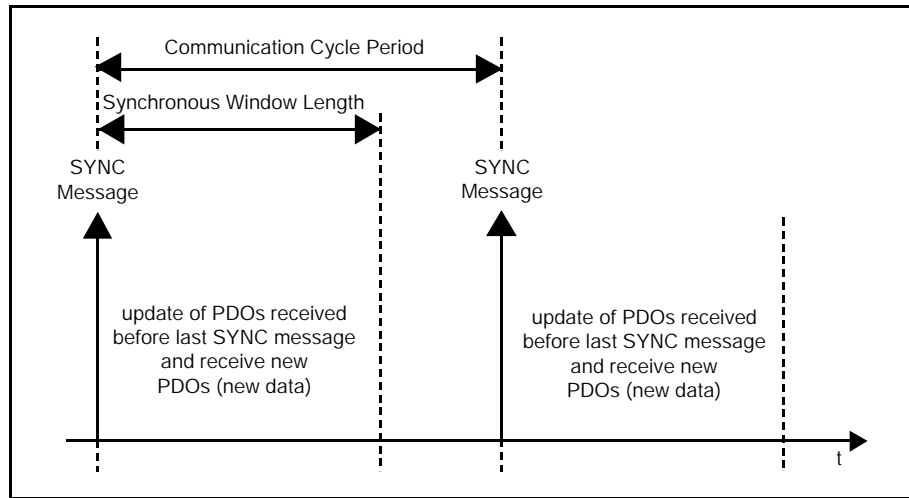 Communication Cycle Period
Synchronous Window Length
SYNC
Message
SYNC
Message
update of PDOs received
before last SYNC message
and receive new
PDOs (new data)
update of PDOs received
before last SYNC message
and receive new
PDOs (new data)
t